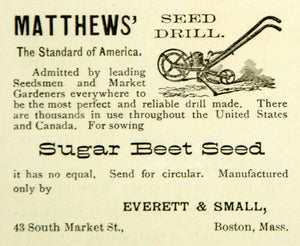 MATTHEWS' SEED DRILL.
The Standard of America.
Admitted by leading
Seedsmen and Market
Gardeners everywhere to
be the most perfect and reliable drill made. There
are thousands in use throughout the United States
and Canada. For sowing
Sugar Beet Seed
it has no equal. Send for circular. Manufactured
only by
EVERETT & SMALL,
43 South Market St., Boston, Mass.